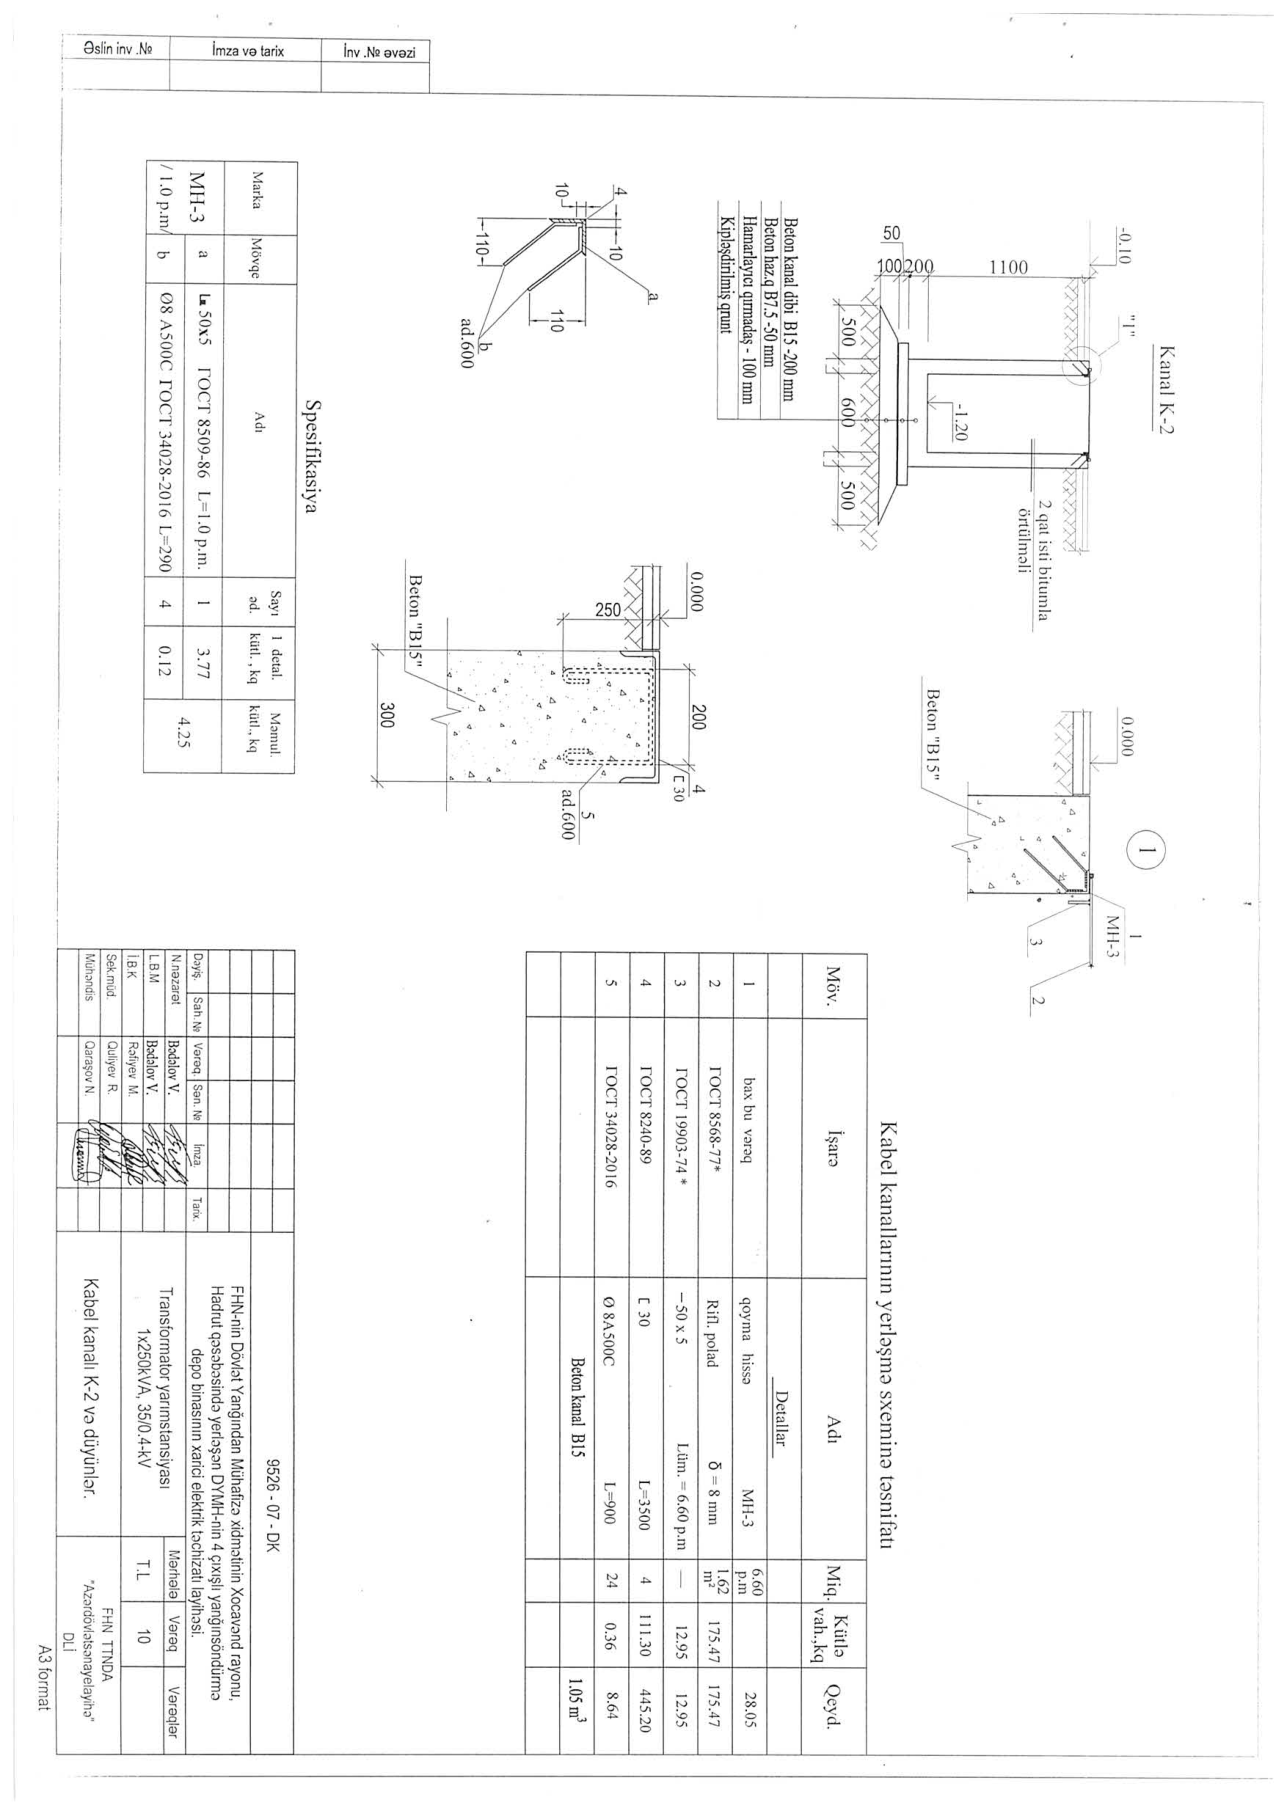 Kanal K-2
-0.10
"1"
1100
200
100
50
-1.20
2 qat isti bitumla
örtülməli
500
600
500
Beton kanal dibi B15 -200 mm
Beton haz.q B7.5 -50 mm
Hamarlayıcı qırmadaş - 100 mm
Kipləşdirilmiş qrunt
1
0.000
Beton "B15"
1
MH-3
3
2
4
10
10
a
110
110
b
ad.600
0.000
250
200
4
[ 30
5
ad.600
Beton "B15"
300
Spesifikasiya
Marka Mövqe Adı Sayı əd. 1 detal. kütl., kq Məmul. kütl., kq
MH-3 a L 50x5 ГОСТ 8509-86 L=1.0 p.m. 1 3.77 4.25
/ 1.0 p.m/ b Ø8 A500C ГОСТ 34028-2016 L=290 4 0.12
Kabel kanallarının yerləşmə sxeminə təsnifatı
Möv. İşarə Adı Miq. Kütlə vah.,kq Qeyd.
Detallar
1 bax bu vərəq qoyma hissə MH-3 6.60 p.m 28.05
2 ГОСТ 8568-77* Rifl. polad δ = 8 mm 1.62 m² 175.47 175.47
3 ГОСТ 19903-74 * – 50 x 5 Lüm. = 6.60 p.m — 12.95 12.95
4 ГОСТ 8240-89 [ 30 L=3500 4 111.30 445.20
5 ГОСТ 34028-2016 Ø 8A500C L=900 24 0.36 8.64
Beton kanal B15 1.05 m³
9526 - 07 - DK
FHN-nin Dövlət Yanğından Mühafizə xidmətinin Xocavənd rayonu,
Hadrut qəsəbəsində yerləşən DYMH-nin 4 çıxışlı yanğınsöndürmə
depo binasının xarici elektrik təchizatı layihəsi.
Dəyiş. Sah.№ Vərəq. Sən. № İmza Tarix.
N.nəzarət Bədəlov V.
L.B.M Bədəlov V.
İ.B.K Rəfiyev M.
Sek.müd. Quliyev R.
Mühəndis Qaraşov N.
Transformator yarımstansiyası
1x250kVA, 35/0.4-kV
Mərhələ Vərəq Vərəqlər
T.L 10
Kabel kanalı K-2 və düyünlər.
FHN TTNDA
"Azərdövlətsənayelayihə"
DLİ
A3 format
Əslin inv .№
İmza və tarix
İnv .№ əvəzi